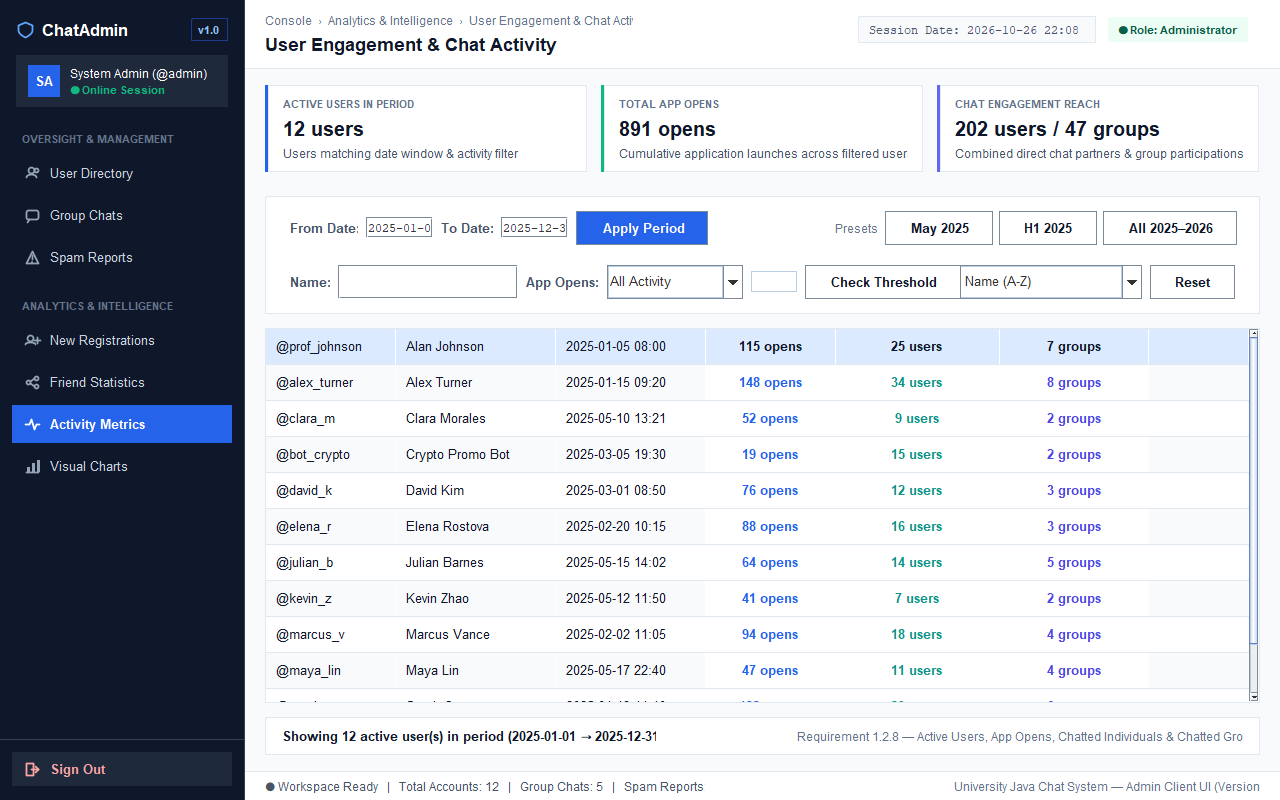 ChatAdmin
v1.0
SA
System Admin (@admin)
Online Session
OVERSIGHT & MANAGEMENT
User Directory
Group Chats
Spam Reports
ANALYTICS & INTELLIGENCE
New Registrations
Friend Statistics
Activity Metrics
Visual Charts
Sign Out
Console › Analytics & Intelligence › User Engagement & Chat Activ
User Engagement & Chat Activity
Session Date: 2026-10-26 22:08
Role: Administrator
ACTIVE USERS IN PERIOD
12 users
Users matching date window & activity filter
TOTAL APP OPENS
891 opens
Cumulative application launches across filtered user
CHAT ENGAGEMENT REACH
202 users / 47 groups
Combined direct chat partners & group participations
From Date: 2025-01-0 To Date: 2025-12-3 Apply Period Presets May 2025 H1 2025 All 2025–2026
Name: App Opens: All Activity Check Threshold Name (A-Z) Reset
@prof_johnson Alan Johnson 2025-01-05 08:00 115 opens 25 users 7 groups
@alex_turner Alex Turner 2025-01-15 09:20 148 opens 34 users 8 groups
@clara_m Clara Morales 2025-05-10 13:21 52 opens 9 users 2 groups
@bot_crypto Crypto Promo Bot 2025-03-05 19:30 19 opens 15 users 2 groups
@david_k David Kim 2025-03-01 08:50 76 opens 12 users 3 groups
@elena_r Elena Rostova 2025-02-20 10:15 88 opens 16 users 3 groups
@julian_b Julian Barnes 2025-05-15 14:02 64 opens 14 users 5 groups
@kevin_z Kevin Zhao 2025-05-12 11:50 41 opens 7 users 2 groups
@marcus_v Marcus Vance 2025-02-02 11:05 94 opens 18 users 4 groups
@maya_lin Maya Lin 2025-05-17 22:40 47 opens 11 users 4 groups
Showing 12 active user(s) in period (2025-01-01 → 2025-12-31
Requirement 1.2.8 — Active Users, App Opens, Chatted Individuals & Chatted Gro
Workspace Ready | Total Accounts: 12 | Group Chats: 5 | Spam Reports
University Java Chat System — Admin Client UI (Version